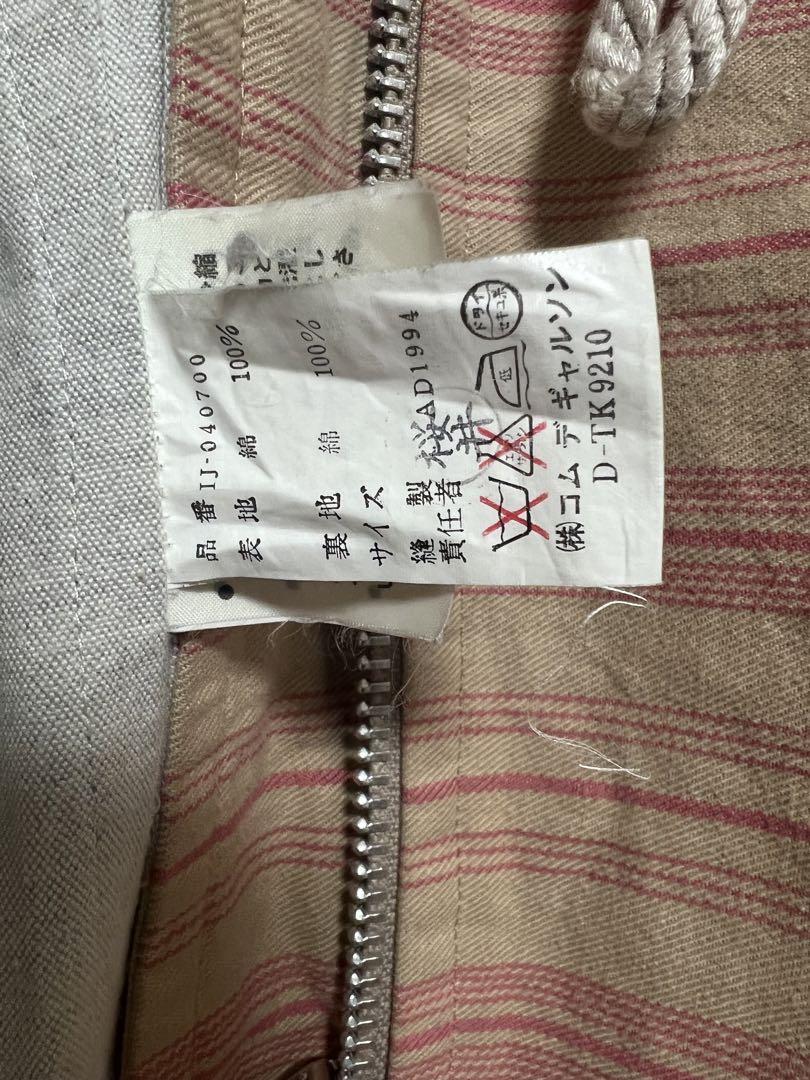 品番 IJ-040700
表地 綿 100%
裏地 綿 100%
サイズ
AD1994
縫製
責任者
桜井
ドライ
セキユ系
低
㈱コム デ ギャルソン
D-TK9210